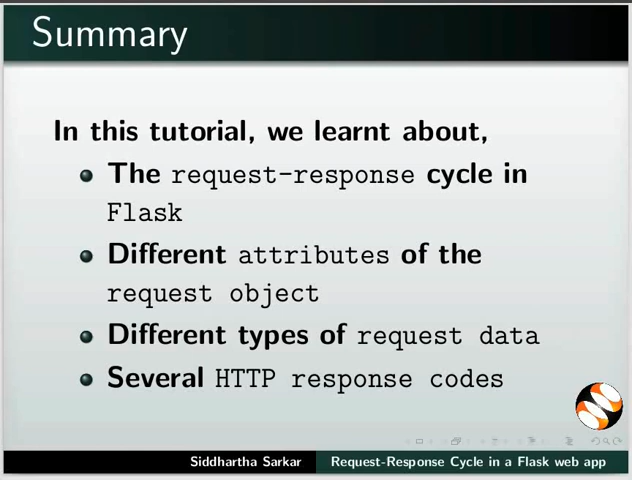 Summary
In this tutorial, we learnt about,
The request-response cycle in
Flask
Different attributes of the
request object
Different types of request data
Several HTTP response codes
Siddhartha Sarkar Request-Response Cycle in a Flask web app